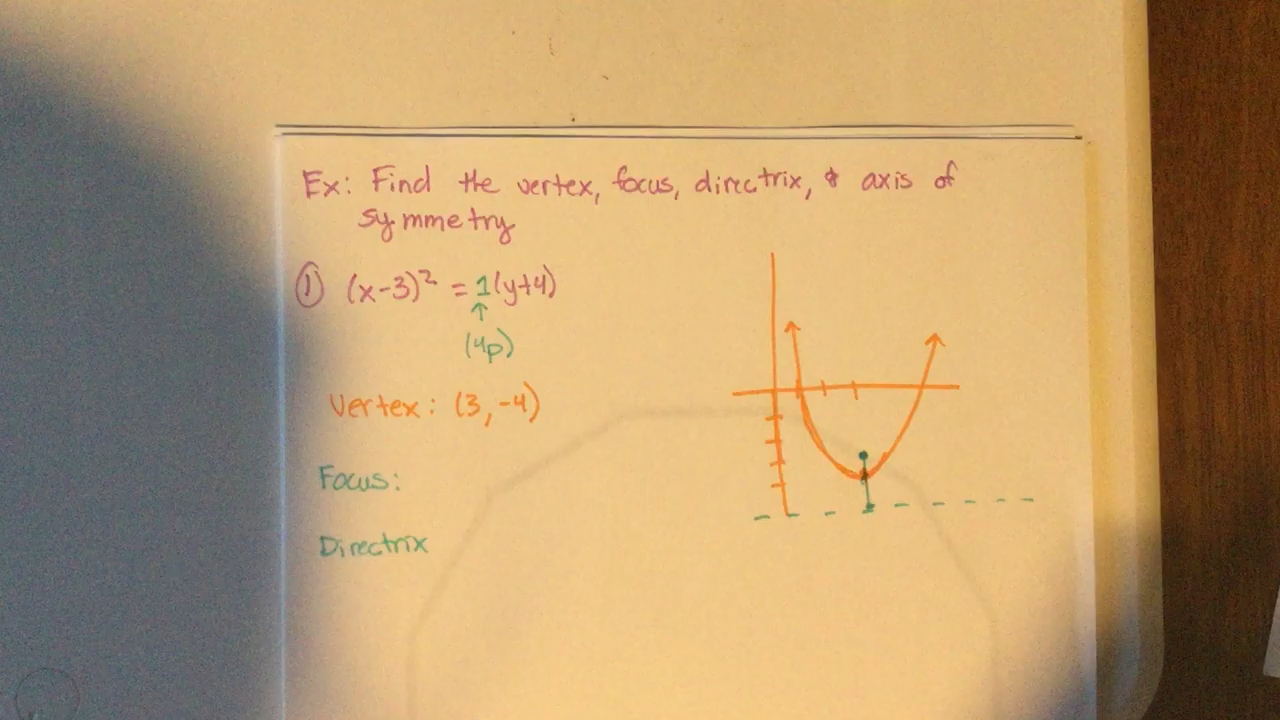 Ex: Find the vertex, focus, directrix, & axis of
symmetry
① (x-3)² = 1(y+4)
↑
(4p)
Vertex: (3,-4)
Focus:
Directrix